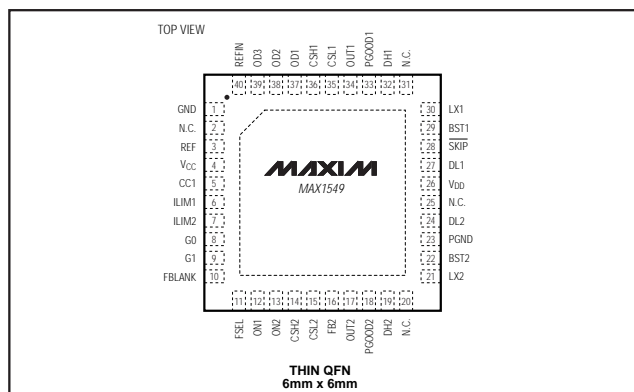 TOP VIEW
REFIN
OD3
OD2
OD1
CSH1
CSL1
OUT1
PGOOD1
DH1
N.C.
40 39 38 37 36 35 34 33 32 31
GND 1
N.C. 2
REF 3
VCC 4
CC1 5
ILIM1 6
ILIM2 7
G0 8
G1 9
FBLANK 10
MAXIM
MAX1549
30 LX1
29 BST1
28 SKIP
27 DL1
26 VDD
25 N.C.
24 DL2
23 PGND
22 BST2
21 LX2
11 12 13 14 15 16 17 18 19 20
FSEL
ON1
ON2
CSH2
CSL2
FB2
OUT2
PGOOD2
DH2
N.C.
THIN QFN
6mm x 6mm